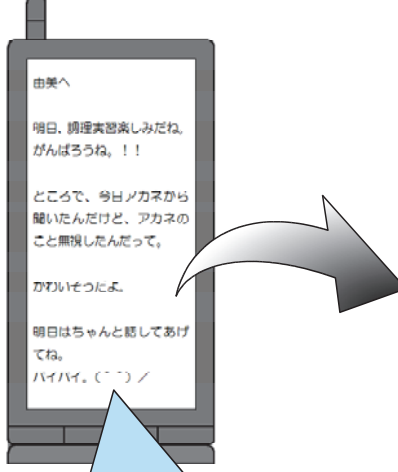 由美へ
明日、調理実習楽しみだね。
がんばろうね。！！
ところで、今日アカネから
聞いたんだけど、アカネの
こと無視したんだって。
かわいそうだよ。
明日はちゃんと話してあげ
てね。
バイバイ。(＾＾)／